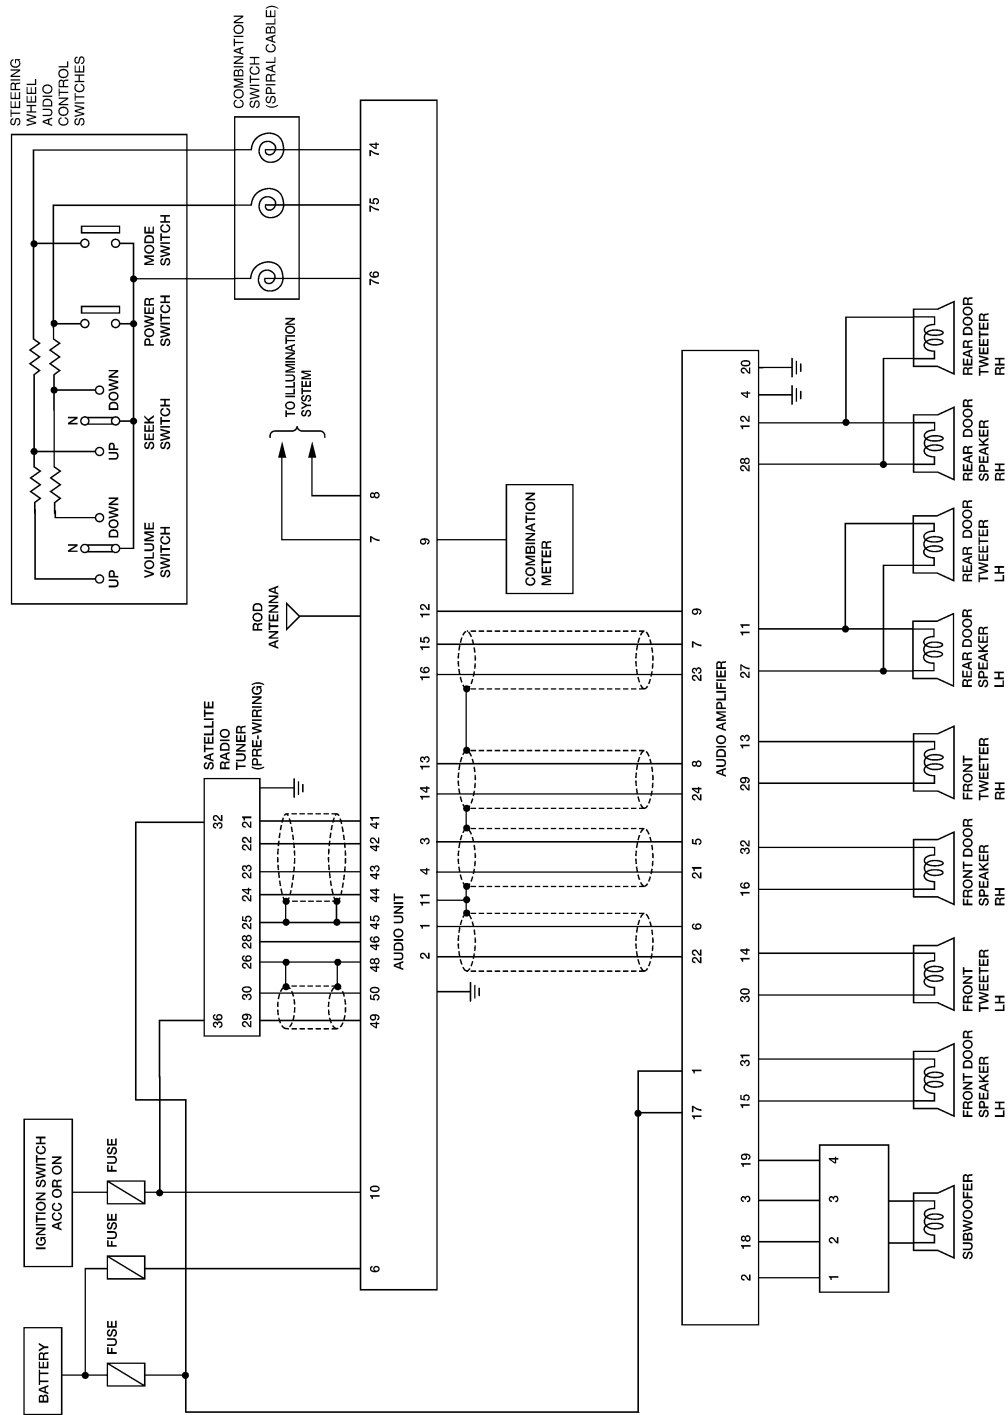 STEERING
WHEEL
AUDIO
CONTROL
SWITCHES
COMBINATION
SWITCH
(SPIRAL CABLE)
MODE
SWITCH
POWER
SWITCH
SEEK
SWITCH
DOWN
N
UP
VOLUME
SWITCH
DOWN
N
UP
74
75
76
TO ILLUMINATION
SYSTEM
8
7
ROD
ANTENNA
9
COMBINATION
METER
SATELLITE
RADIO
TUNER
(PRE-WIRING)
32
36
21
22
23
24
25
28
26
30
29
41
42
43
44
45
46
48
50
49
AUDIO UNIT
12
15
16
13
14
3
4
11
1
2
10
6
IGNITION SWITCH
ACC OR ON
FUSE
FUSE
BATTERY
FUSE
9
7
23
8
24
5
21
6
22
1
17
AUDIO AMPLIFIER
20
4
12
28
11
27
13
29
32
16
14
30
31
15
19
3
18
2
4
3
2
1
REAR DOOR
TWEETER
RH
REAR DOOR
SPEAKER
RH
REAR DOOR
TWEETER
LH
REAR DOOR
SPEAKER
LH
FRONT
TWEETER
RH
FRONT DOOR
SPEAKER
RH
FRONT
TWEETER
LH
FRONT DOOR
SPEAKER
LH
SUBWOOFER